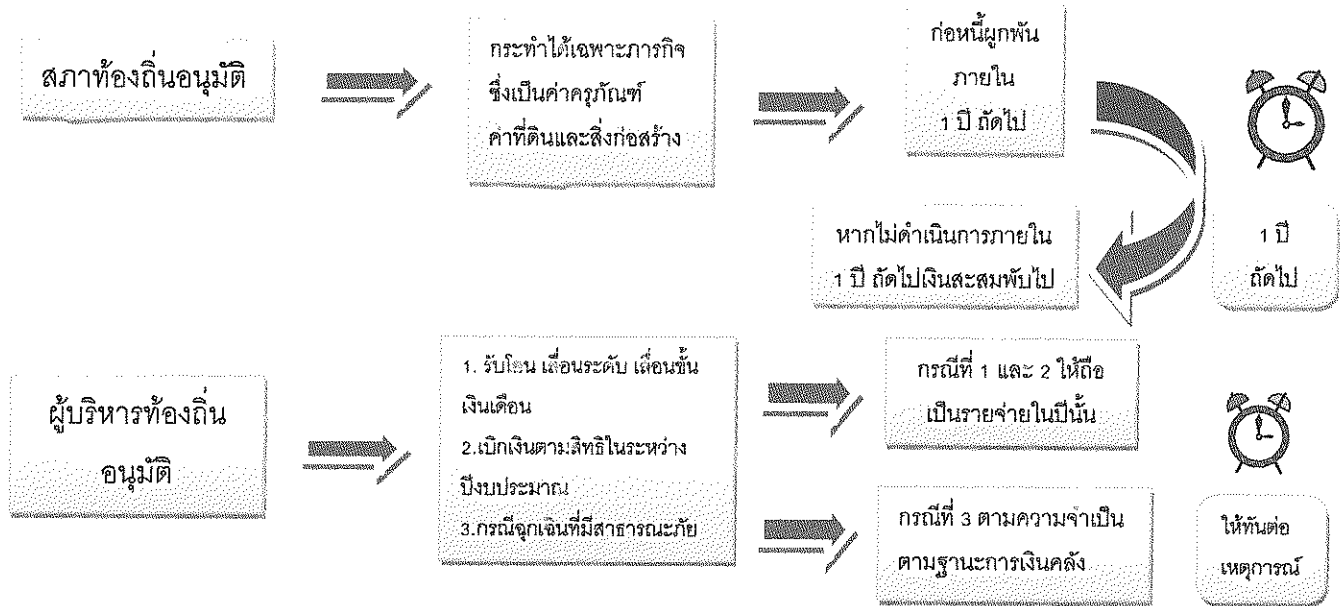 สภาท้องถิ่นอนุมัติ
กระทำได้เฉพาะภารกิจ
ซึ่งเป็นค่าครุภัณฑ์
ค่าที่ดินและสิ่งก่อสร้าง
ก่อหนี้ผูกพัน
ภายใน
1 ปี ถัดไป
หากไม่ดำเนินการภายใน
1 ปี ถัดไปเงินสะสมพับไป
1 ปี
ถัดไป
ผู้บริหารท้องถิ่น
อนุมัติ
1. รับโอน เลื่อนระดับ เลื่อนขั้น
เงินเดือน
2.เบิกเงินตามสิทธิในระหว่าง
ปีงบประมาณ
3.กรณีฉุกเฉินที่มีสาธารณะภัย
กรณีที่ 1 และ 2 ให้ถือ
เป็นรายจ่ายในปีนั้น
กรณีที่ 3 ตามความจำเป็น
ตามฐานะการเงินคลัง
ให้ทันต่อ
เหตุการณ์